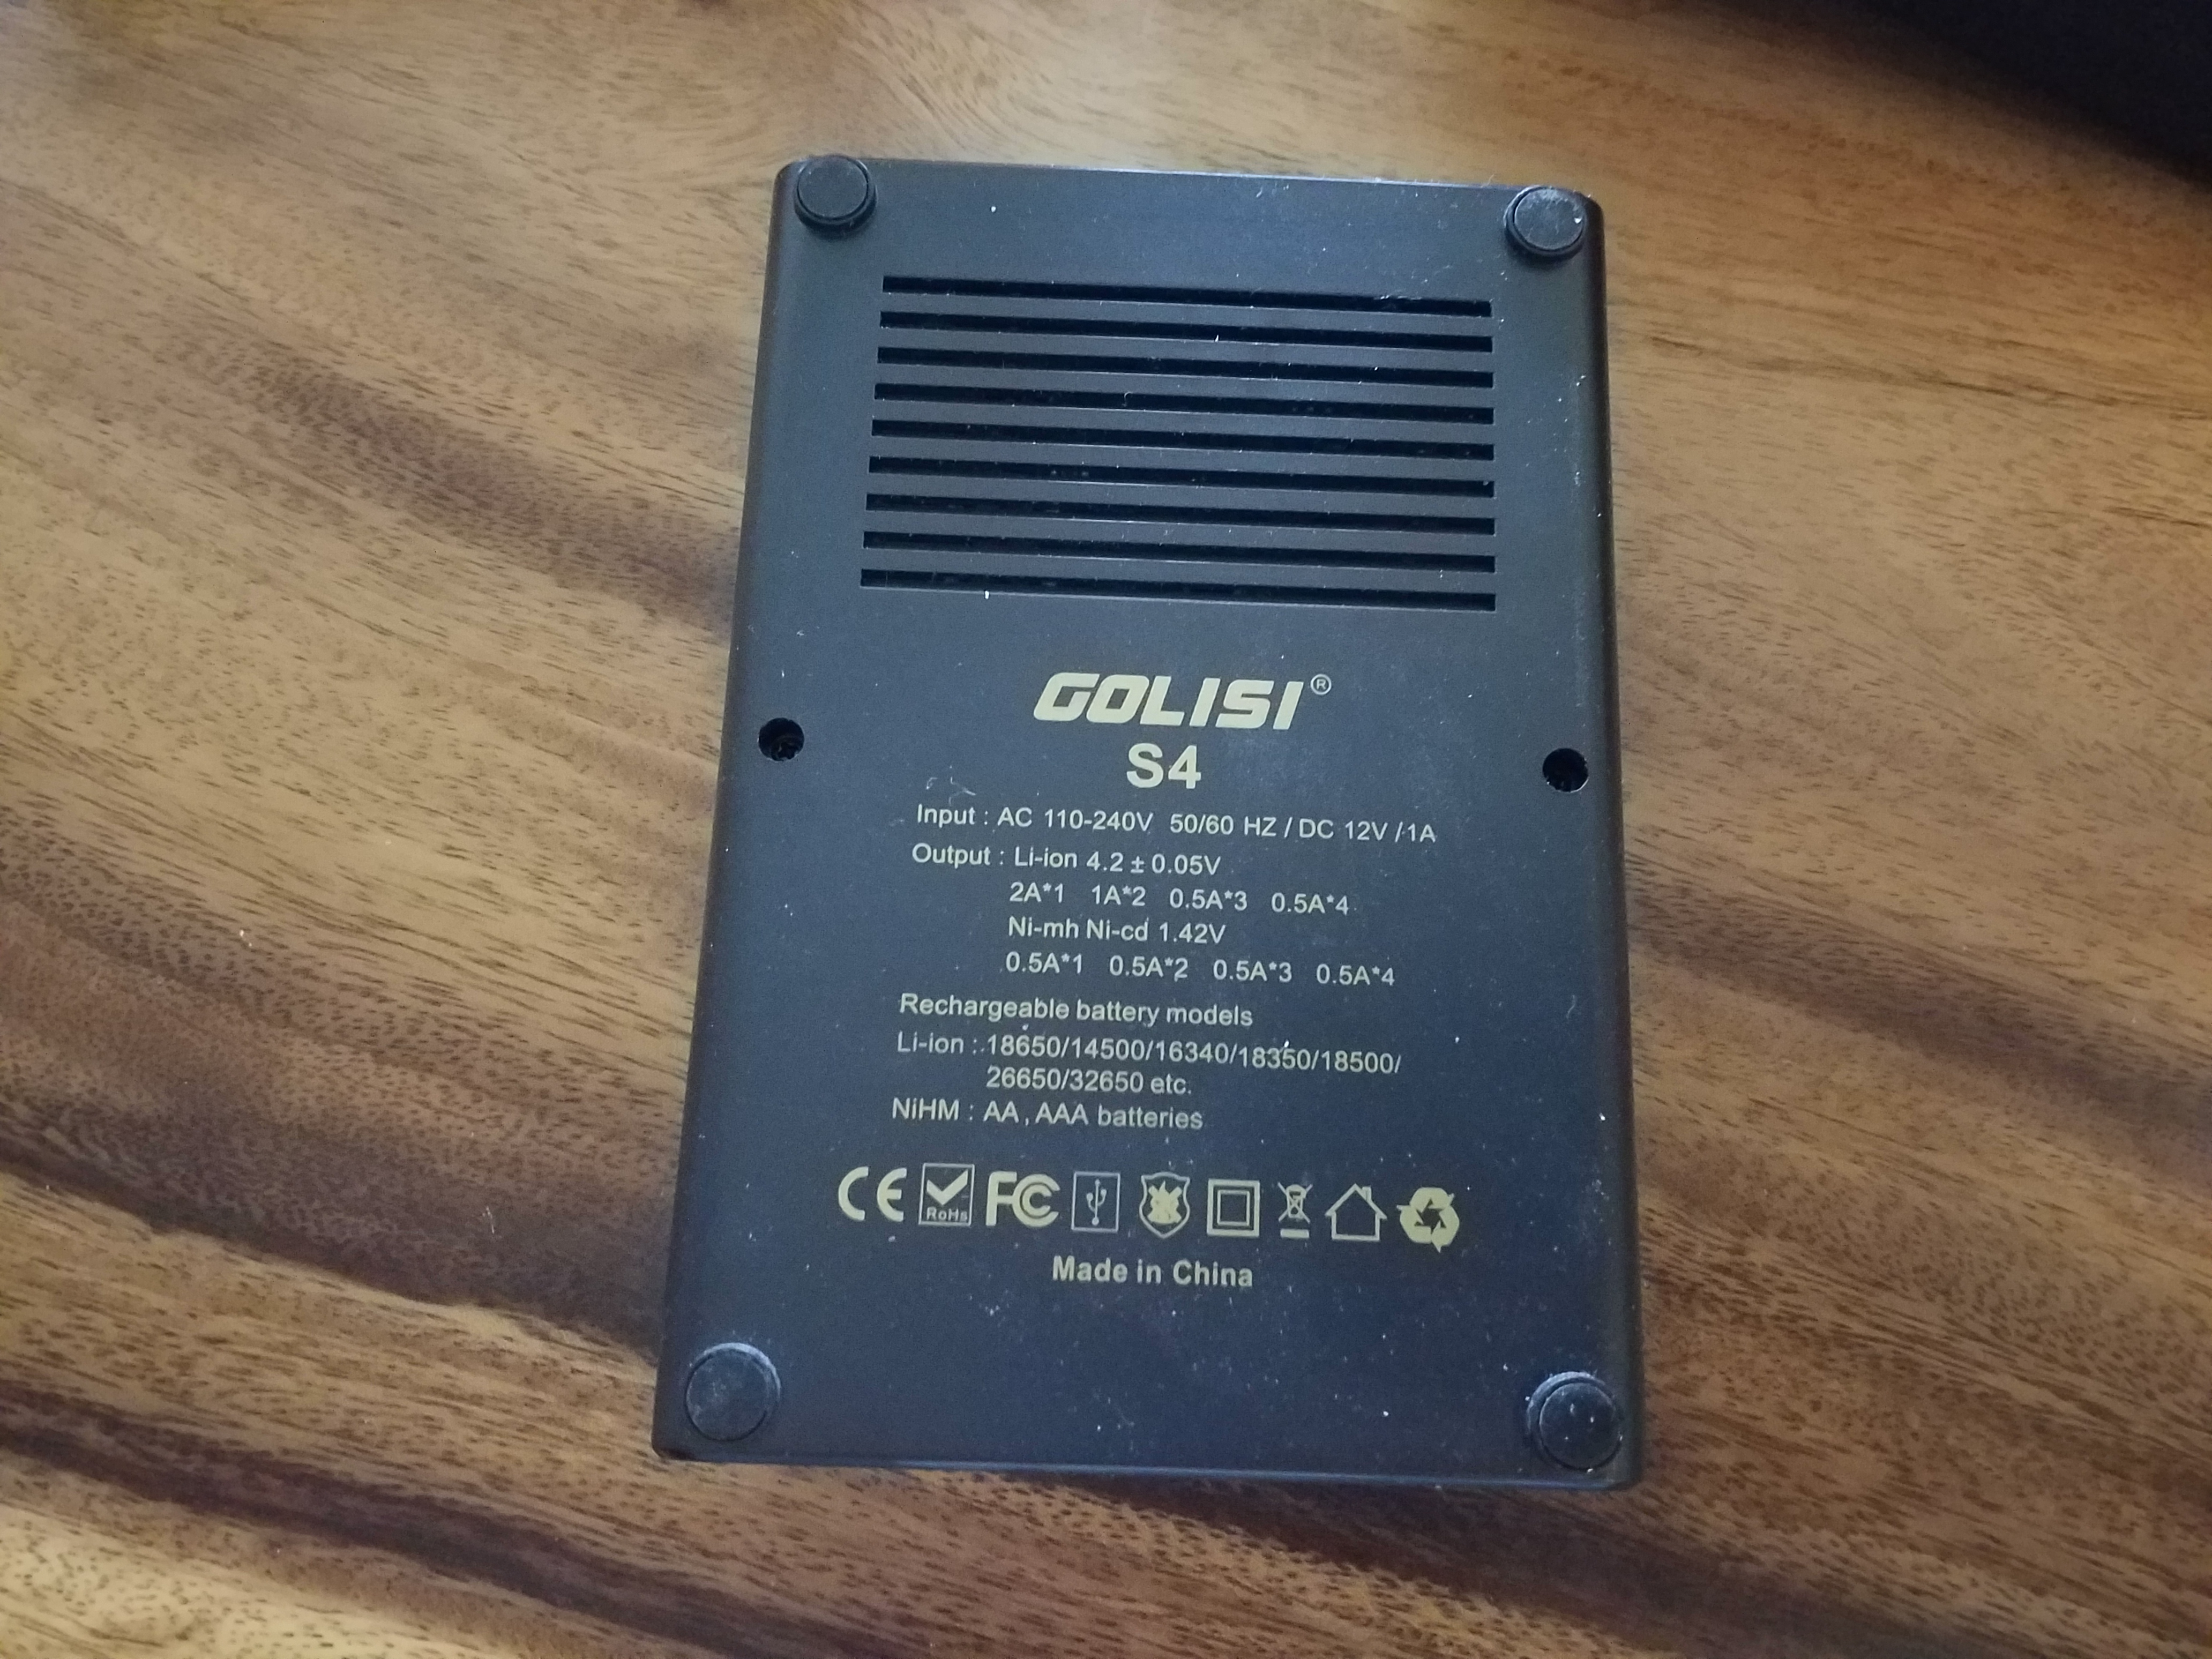 GOLISI®
S4
Input : AC 110-240V 50/60 HZ / DC 12V / 1A
Output : Li-ion 4.2 ± 0.05V
2A*1 1A*2 0.5A*3 0.5A*4
Ni-mh Ni-cd 1.42V
0.5A*1 0.5A*2 0.5A*3 0.5A*4
Rechargeable battery models
Li-ion : 18650/14500/16340/18350/18500/
26650/32650 etc.
NiHM : AA , AAA batteries
CE RoHs FC
Made in China